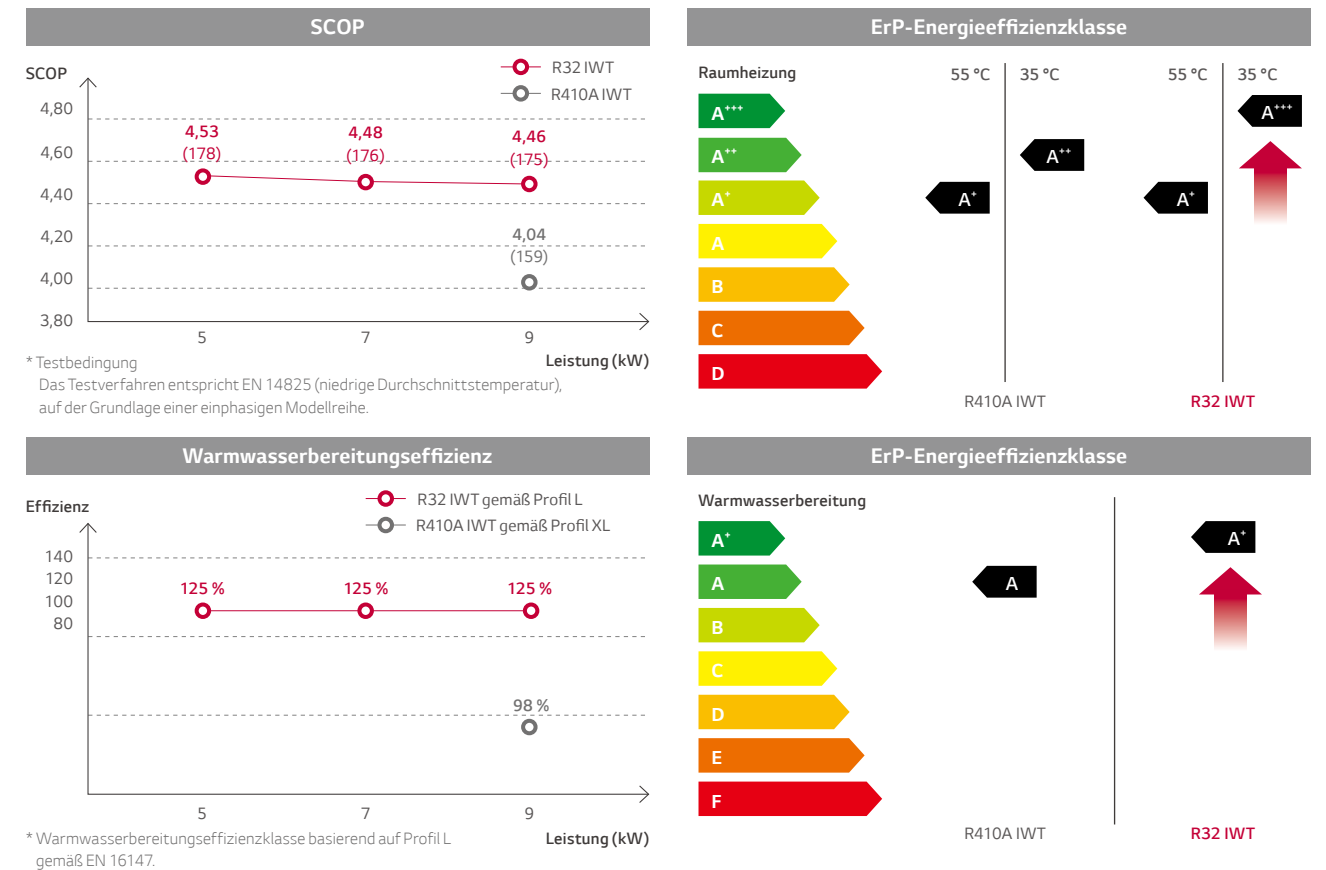 SCOP
SCOP
R32 IWT
R410A IWT
4,80
4,60
4,40
4,20
4,00
3,80
4,53
(178)
4,48
(176)
4,46
(175)
4,04
(159)
5
7
9
Leistung (kW)
* Testbedingung
Das Testverfahren entspricht EN 14825 (niedrige Durchschnittstemperatur),
auf der Grundlage einer einphasigen Modellreihe.
ErP-Energieeffizienzklasse
Raumheizung
55 °C
35 °C
55 °C
35 °C
A+++
A++
A+
A
B
C
D
A+
A++
A+
A+++
R410A IWT
R32 IWT
Warmwasserbereitungseffizienz
Effizienz
R32 IWT gemäß Profil L
R410A IWT gemäß Profil XL
140
120
100
80
125 %
125 %
125 %
98 %
5
7
9
Leistung (kW)
* Warmwasserbereitungseffizienzklasse basierend auf Profil L
gemäß EN 16147.
ErP-Energieeffizienzklasse
Warmwasserbereitung
A+
A
B
C
D
E
F
A
A+
R410A IWT
R32 IWT